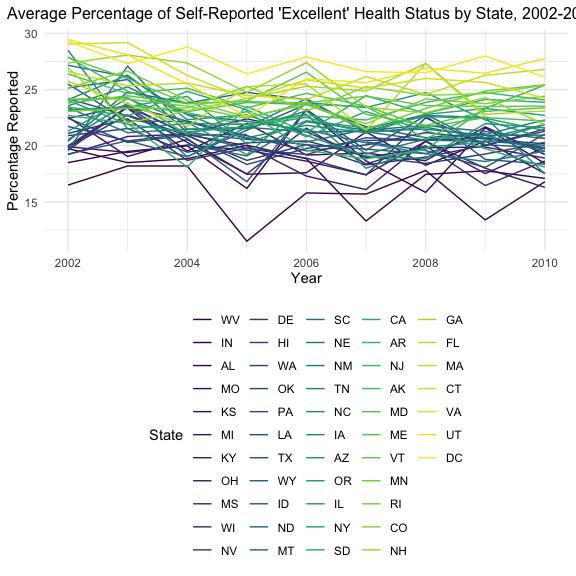 Average Percentage of Self-Reported 'Excellent' Health Status by State, 2002-20
Percentage Reported
30
25
20
15
2002 2004 2006 2008 2010
Year
State
WV DE SC CA GA
IN HI NE AR FL
AL WA NM NJ MA
MO OK TN AK CT
KS PA NC MD VA
MI LA IA ME UT
KY TX AZ VT DC
OH WY OR MN
MS ID IL RI
WI ND NY CO
NV MT SD NH